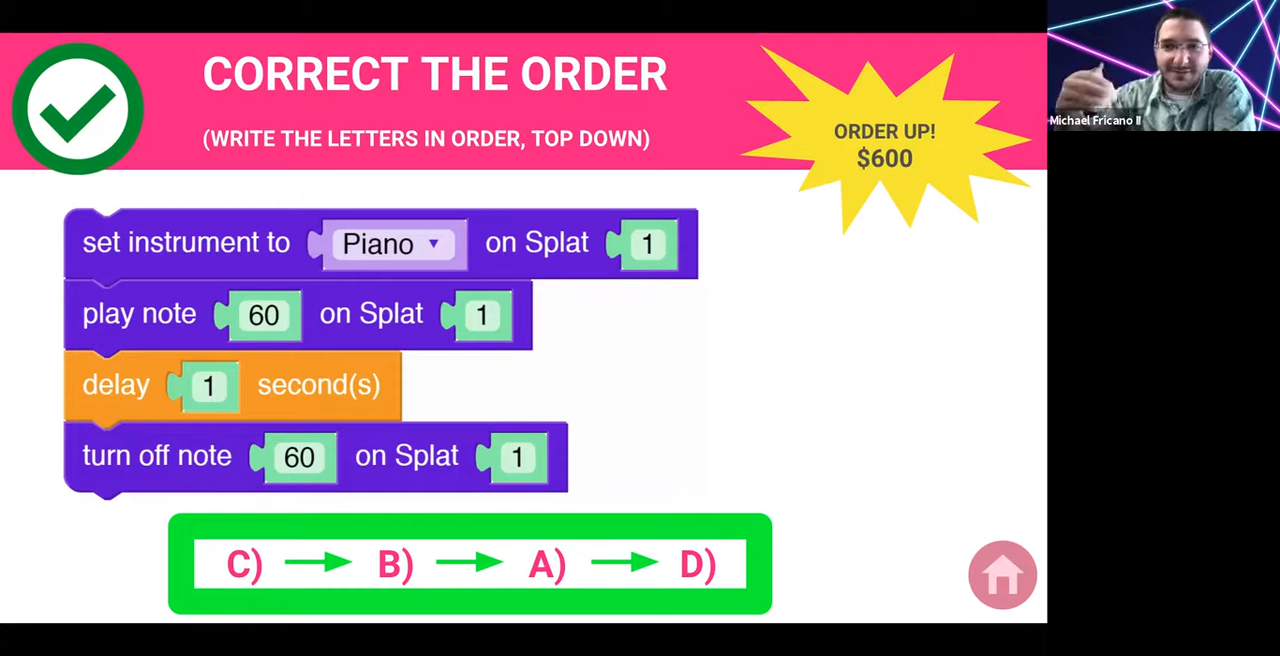 CORRECT THE ORDER
(WRITE THE LETTERS IN ORDER, TOP DOWN)
ORDER UP!
$600
Michael Fricano II
set instrument to Piano on Splat 1
play note 60 on Splat 1
delay 1 second(s)
turn off note 60 on Splat 1
C) → B) → A) → D)